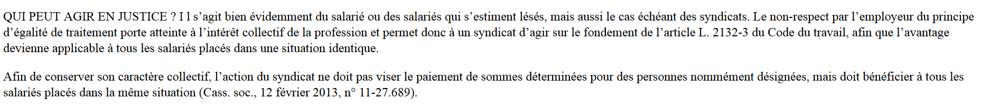 QUI PEUT AGIR EN JUSTICE ? I l s’agit bien évidemment du salarié ou des salariés qui s’estiment lésés, mais aussi le cas échéant des syndicats. Le non-respect par l’employeur du principe
d’égalité de traitement porte atteinte à l’intérêt collectif de la profession et permet donc à un syndicat d’agir sur le fondement de l’article L. 2132-3 du Code du travail, afin que l’avantage
devienne applicable à tous les salariés placés dans une situation identique.
Afin de conserver son caractère collectif, l’action du syndicat ne doit pas viser le paiement de sommes déterminées pour des personnes nommément désignées, mais doit bénéficier à tous les
salariés placés dans la même situation (Cass. soc., 12 février 2013, n° 11-27.689).